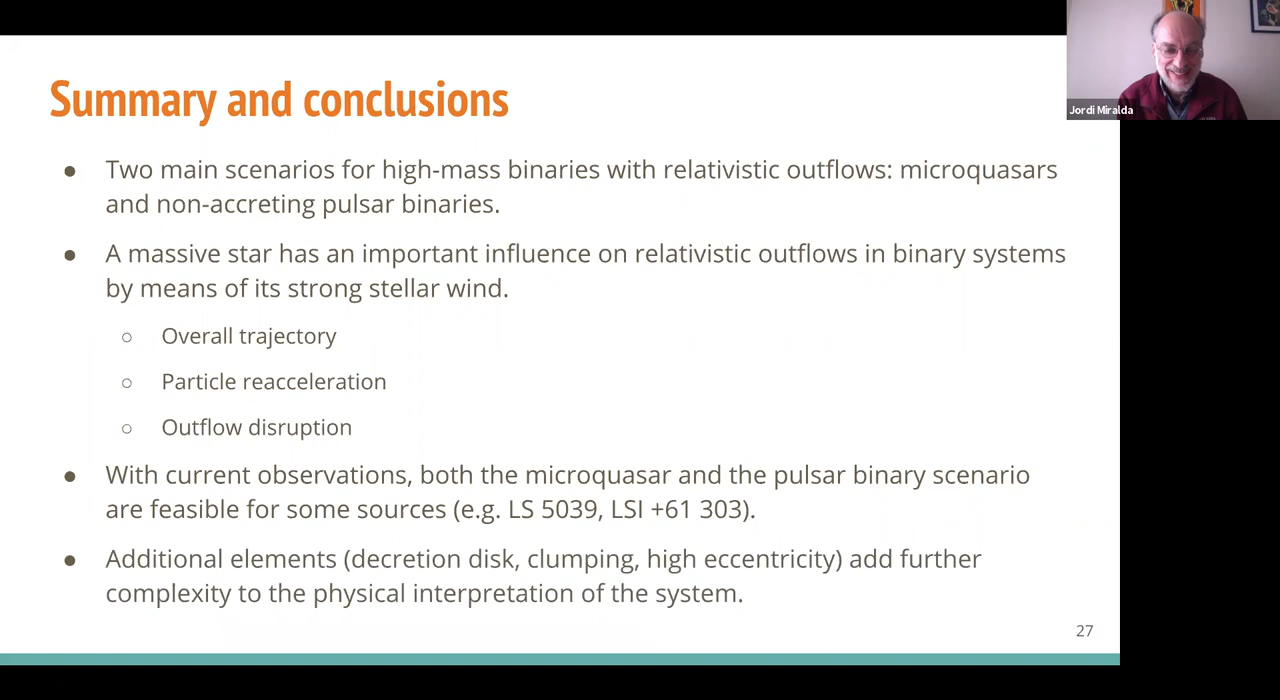 Summary and conclusions
Jordi Miralda
● Two main scenarios for high-mass binaries with relativistic outflows: microquasars
and non-accreting pulsar binaries.
● A massive star has an important influence on relativistic outflows in binary systems
by means of its strong stellar wind.
○ Overall trajectory
○ Particle reacceleration
○ Outflow disruption
● With current observations, both the microquasar and the pulsar binary scenario
are feasible for some sources (e.g. LS 5039, LSI +61 303).
● Additional elements (decretion disk, clumping, high eccentricity) add further
complexity to the physical interpretation of the system.
27